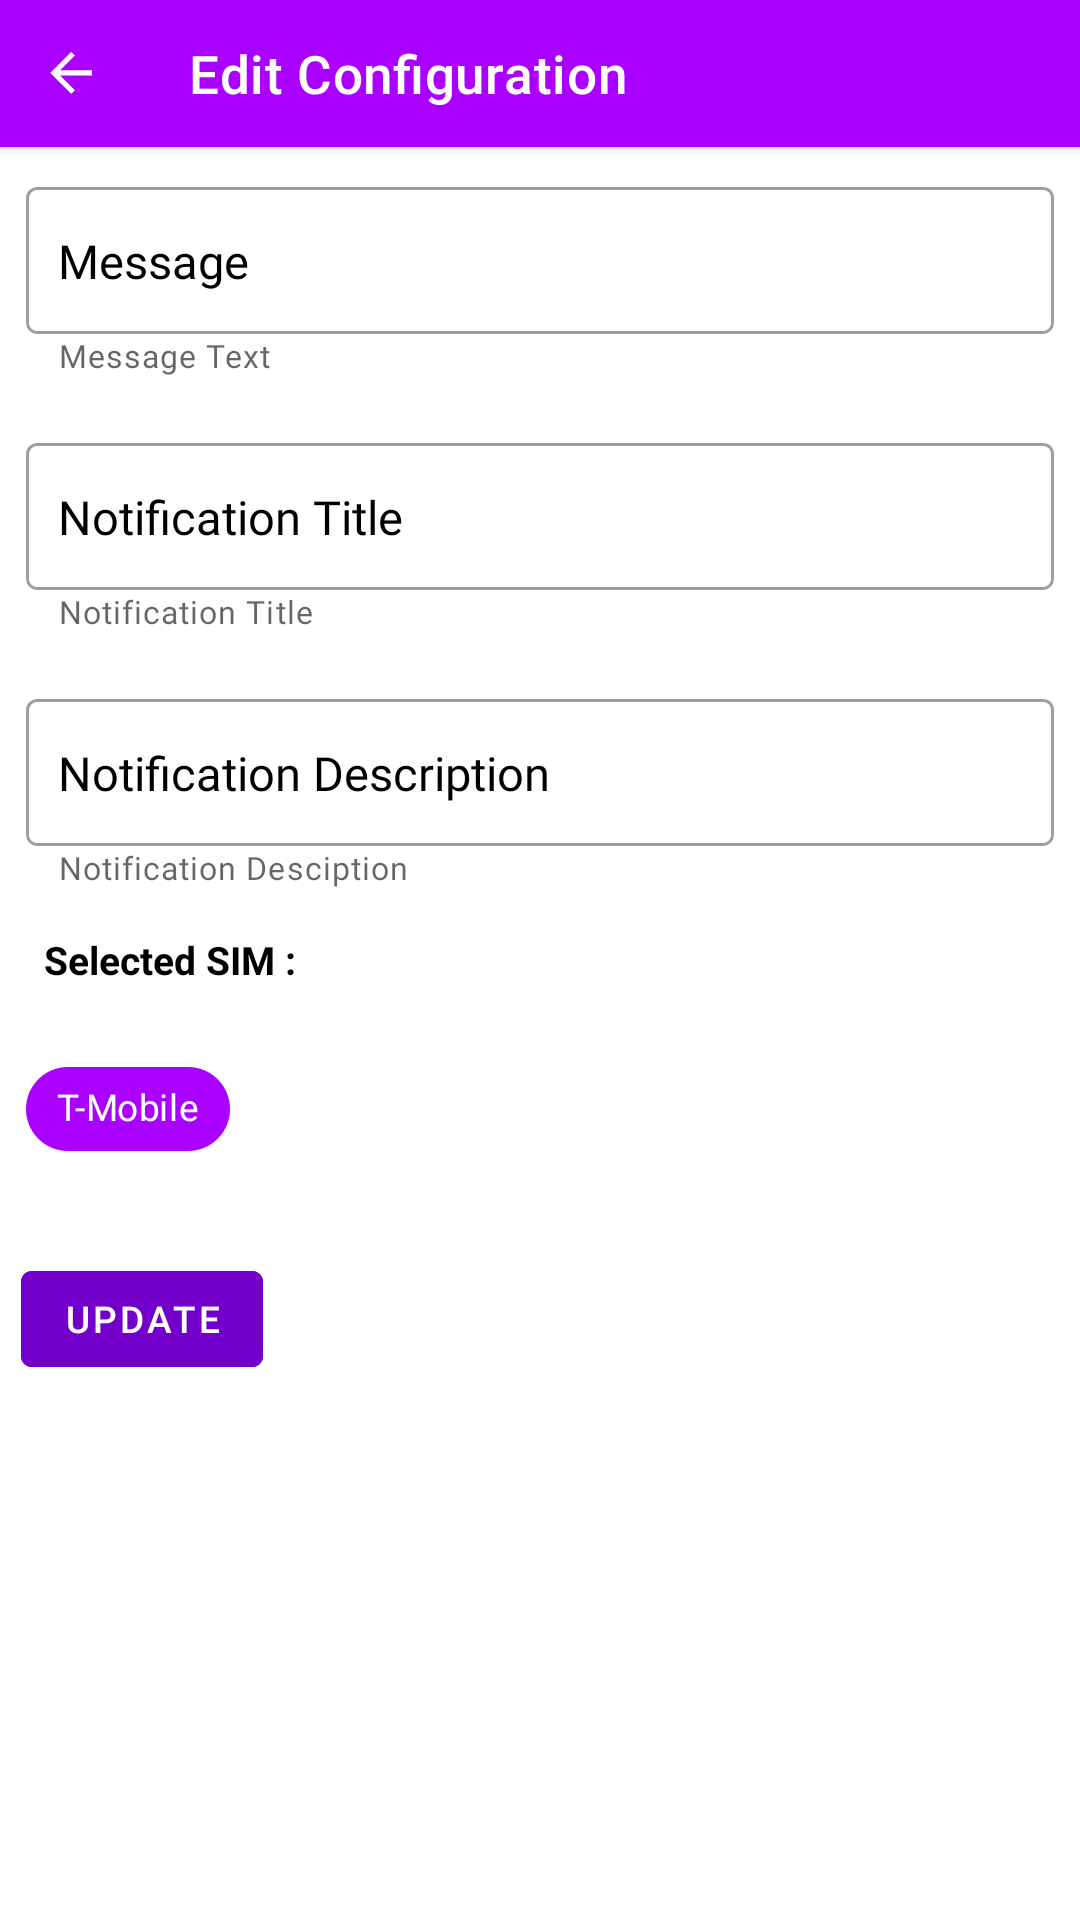 Edit Configuration
Message
Message Text
Notification Title
Notification Title
Notification Description
Notification Desciption
Selected SIM :
T-Mobile
UPDATE